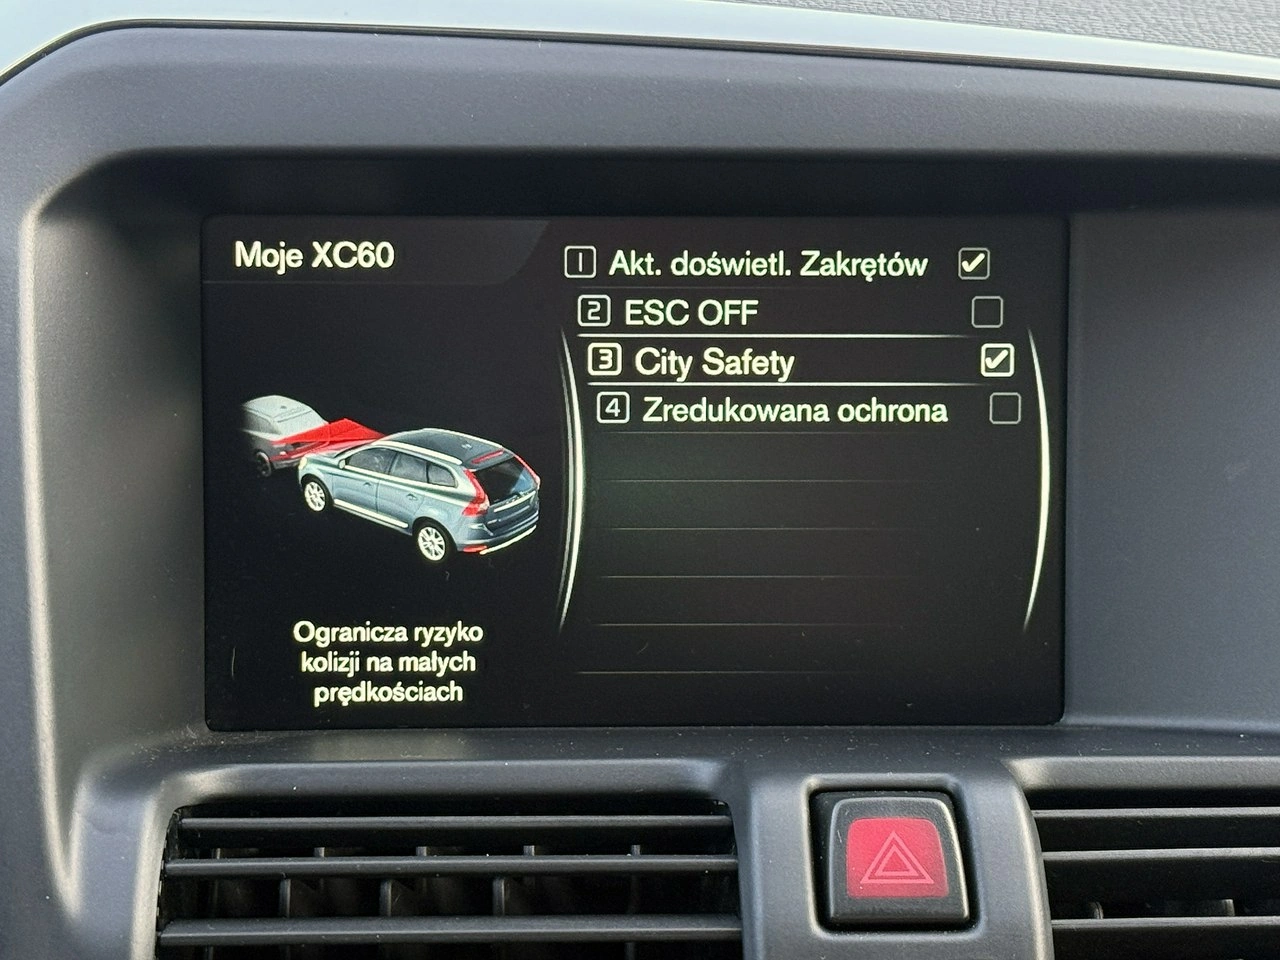 Moje XC60
1 Akt. doświetl. Zakrętów
2 ESC OFF
3 City Safety
4 Zredukowana ochrona
Ogranicza ryzyko
kolizji na małych
prędkościach